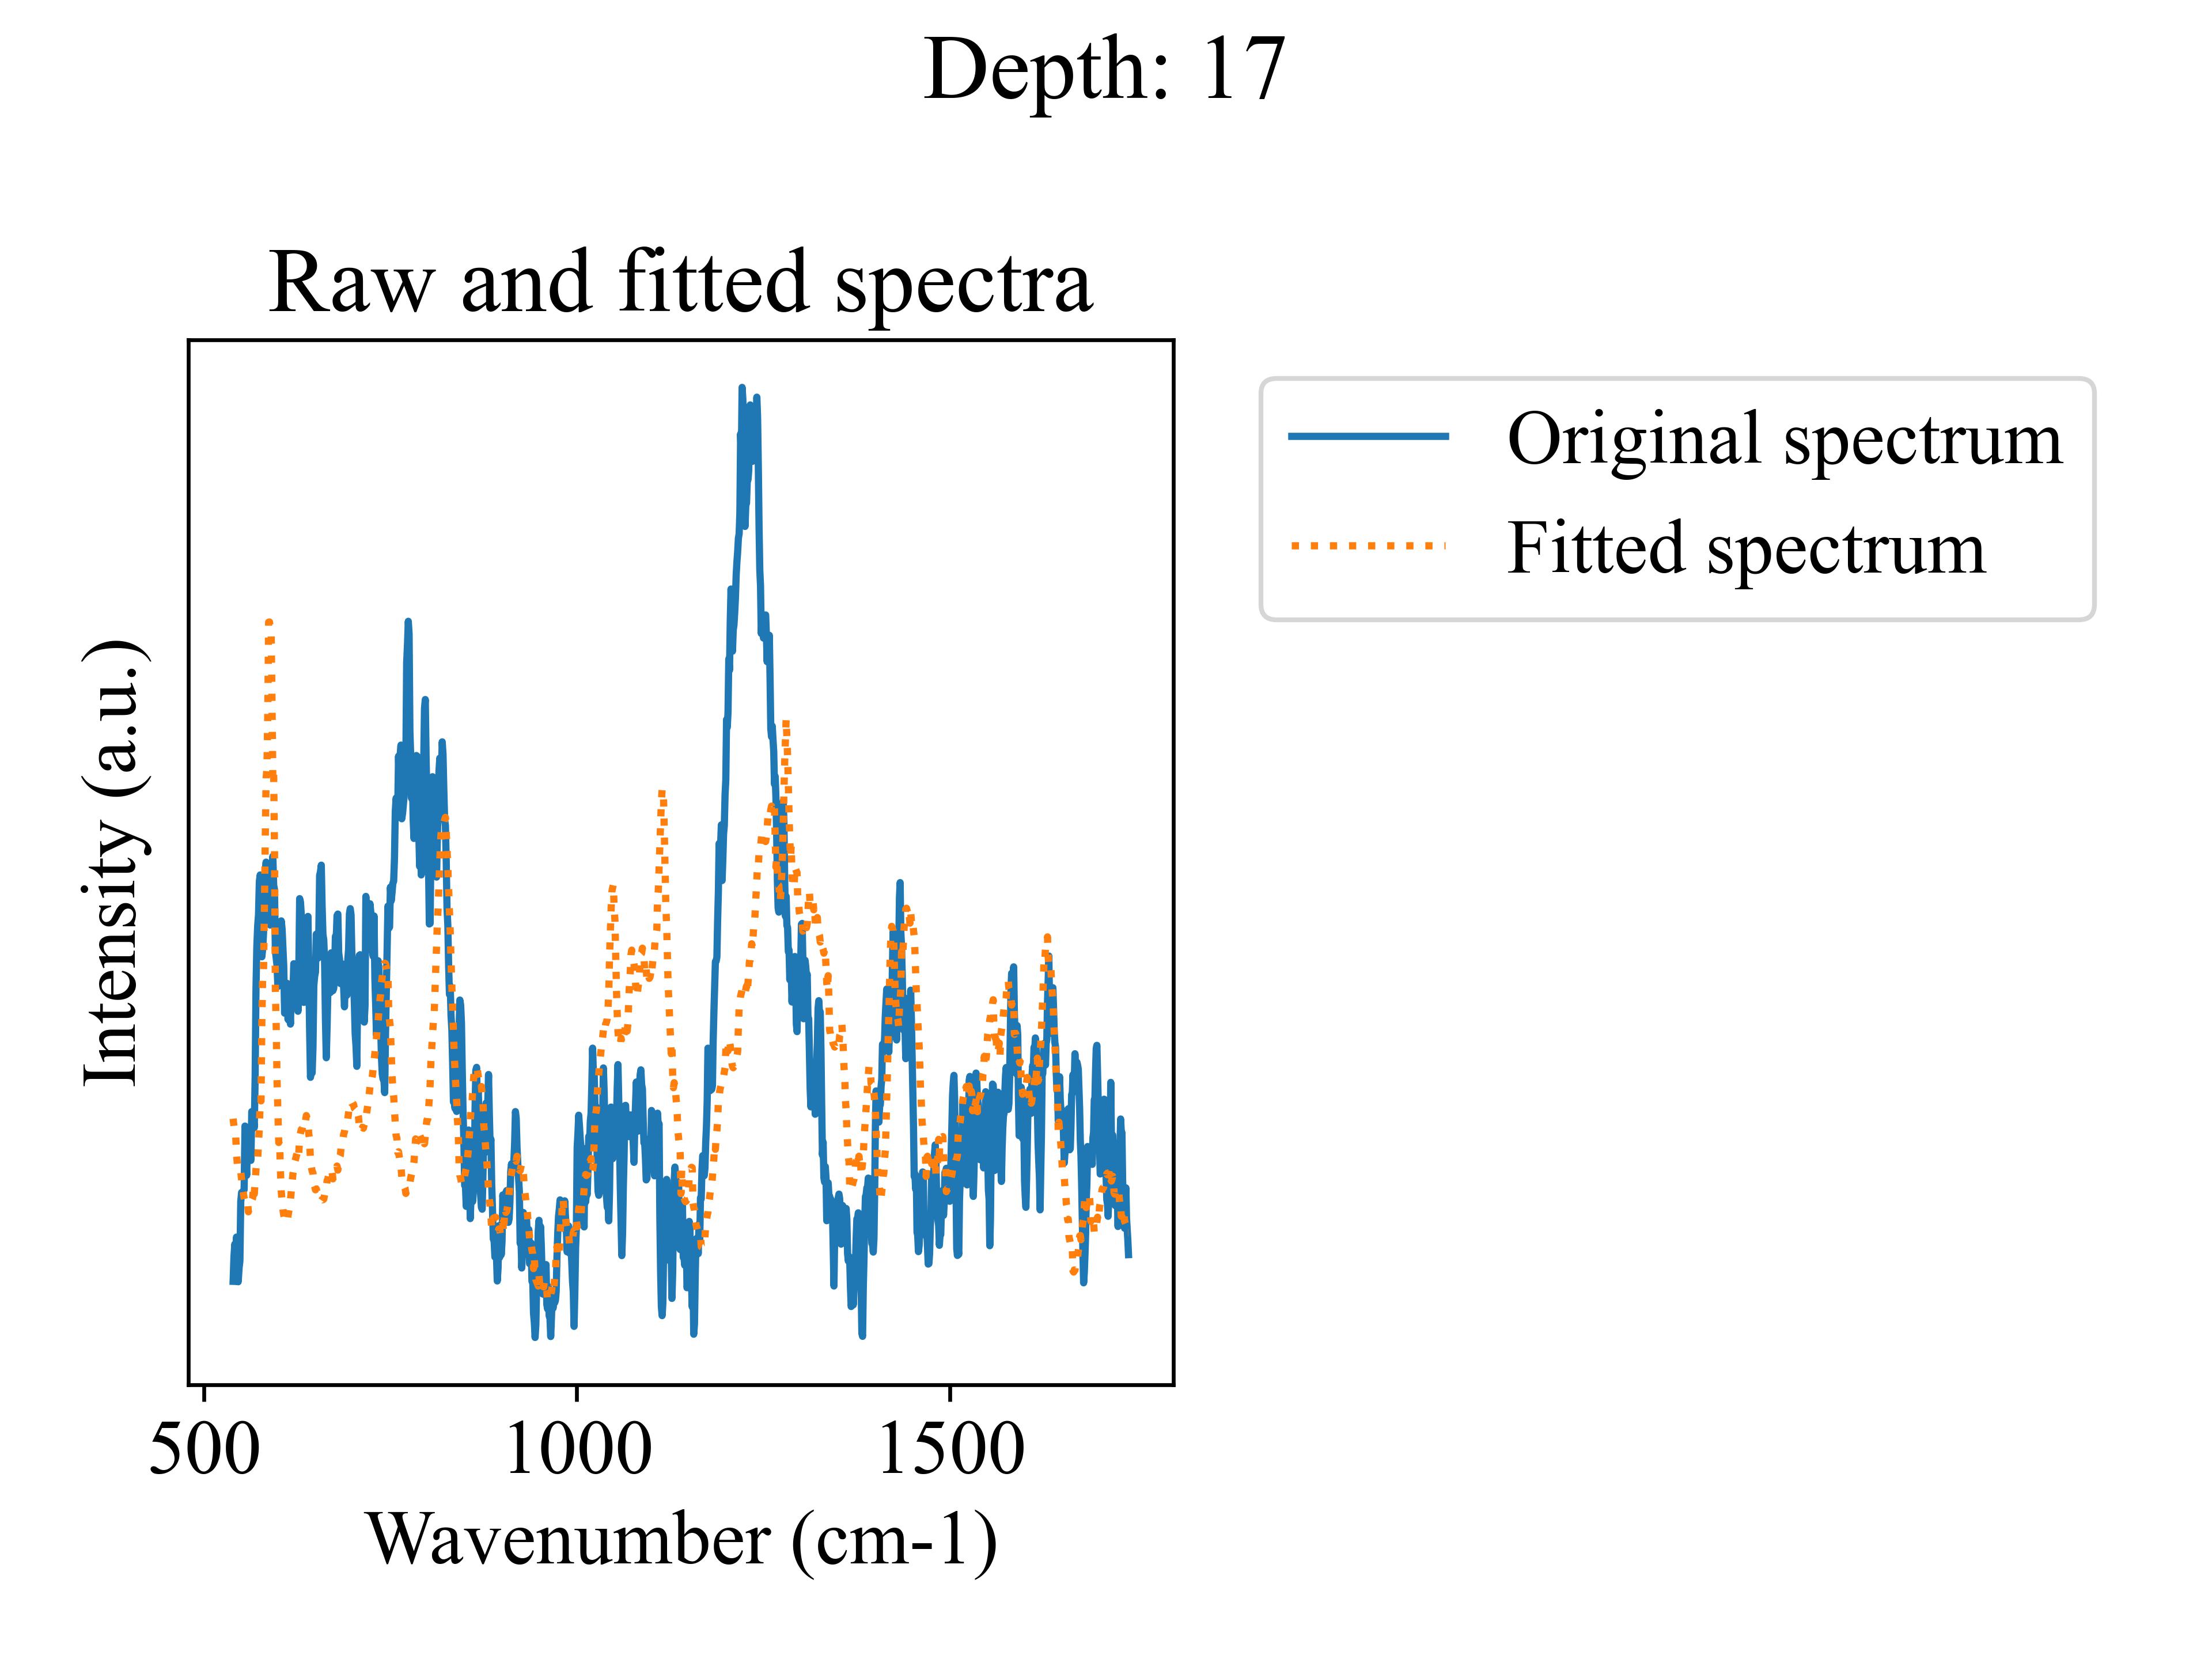 Depth: 17
Raw and fitted spectra
Original spectrum
Fitted spectrum
Intensity (a.u.)
500 1000 1500
Wavenumber (cm-1)